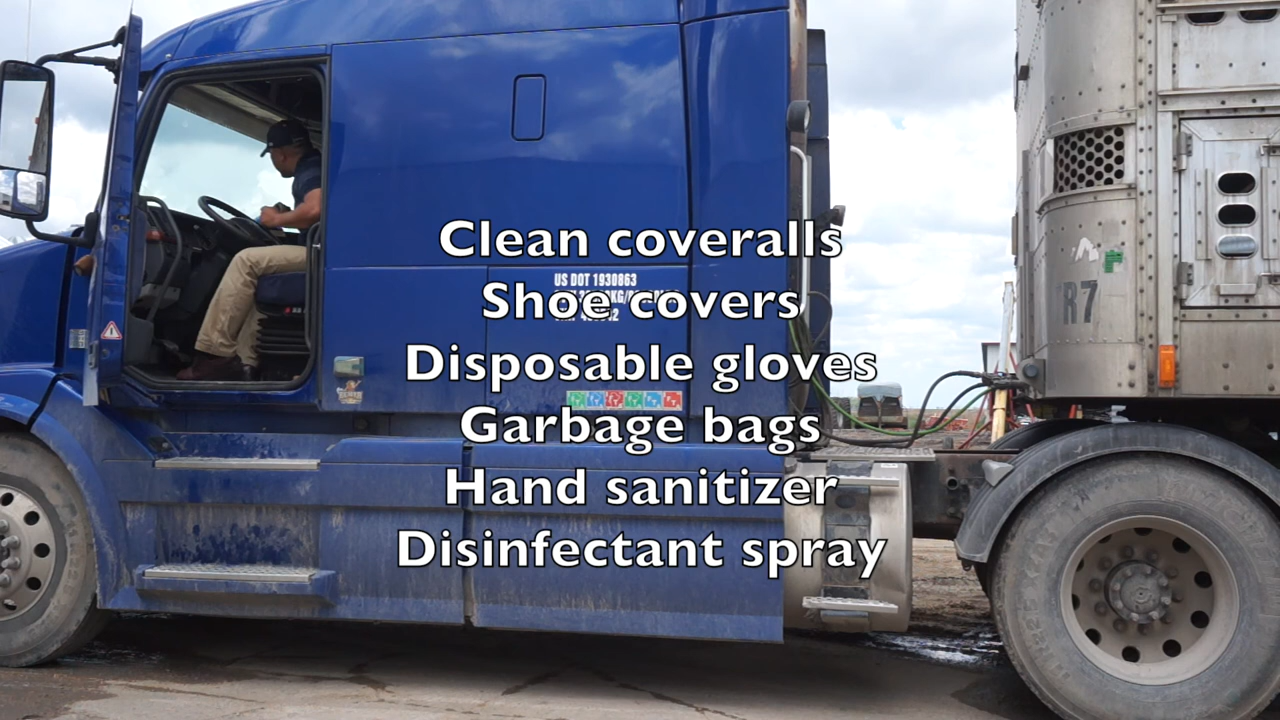 Clean coveralls
Shoe covers
Disposable gloves
Garbage bags
Hand sanitizer
Disinfectant spray
US DOT 1930863
R7